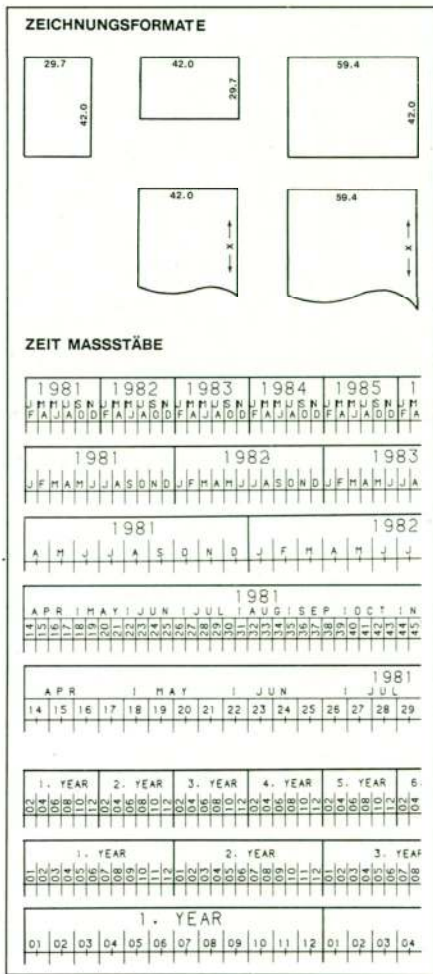 ZEICHNUNGSFORMATE
29.7 42.0 59.4
42.0 29.7 42.0
42.0 59.4
X X
ZEIT MASSSTÄBE
1981 1982 1983 1984 1985 1
J M M J S N J M M J S N J M M J S N J M M J S N J M M J S N J M
F A J A O D F A J A O D F A J A O D F A J A O D F A J A O D F A
1981 1982 1983
J F M A M J J A S O N D J F M A M J J A S O N D J F M A M J J A
1981 1982
A M J J A S O N D J F M A M J J
1981
APR MAY JUN JUL AUG SEP OCT N
14 15 16 17 18 19 20 21 22 23 24 25 26 27 28 29 30 31 32 33 34 35 36 37 38 39 40 41 42 43 44 45
1981
APR MAY JUN JUL
14 15 16 17 18 19 20 21 22 23 24 25 26 27 28 29
1. YEAR 2. YEAR 3. YEAR 4. YEAR 5. YEAR 6.
02 04 06 08 10 12 02 04 06 08 10 12 02 04 06 08 10 12 02 04 06 08 10 12 02 04 06 08 10 12 02 04
1. YEAR 2. YEAR 3. YEAR
01 02 03 04 05 06 07 08 09 10 11 12 01 02 03 04 05 06 07 08 09 10 11 12 01 02 03 04 05 06 07 08
1. YEAR
01 02 03 04 05 06 07 08 09 10 11 12 01 02 03 04